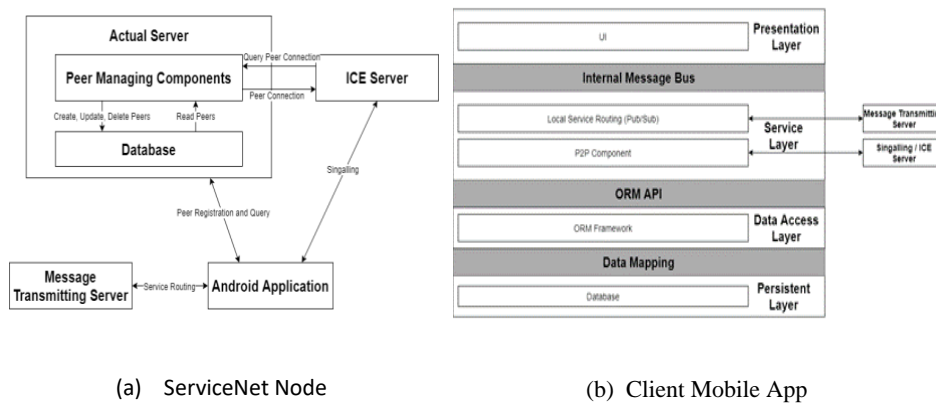 Actual Server
Peer Managing Components
Query Peer Connection
Peer Connection
ICE Server
Create, Update, Delete Peers
Read Peers
Database
Singalling
Peer Registration and Query
Message
Transmitting Server
Service Routing
Android Application
(a) ServiceNet Node
UI
Presentation
Layer
Internal Message Bus
Local Service Routing (Pub/Sub)
P2P Component
Service
Layer
Message Transmitting
Server
Singalling / ICE
Server
ORM API
ORM Framework
Data Access
Layer
Data Mapping
Database
Persistent
Layer
(b) Client Mobile App